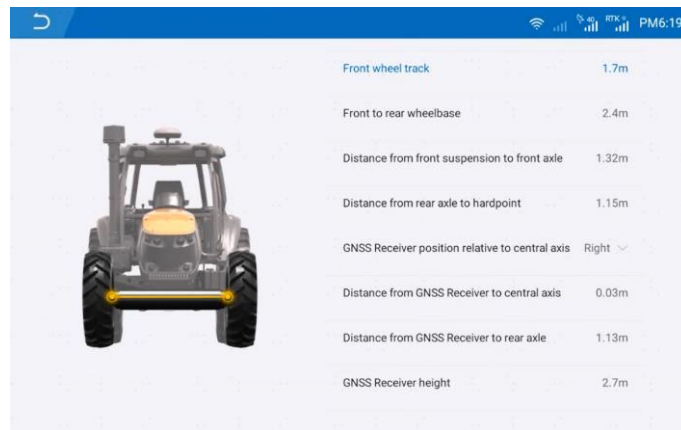 40 RTK PM6:19
Front wheel track 1.7m
Front to rear wheelbase 2.4m
Distance from front suspension to front axle 1.32m
Distance from rear axle to hardpoint 1.15m
GNSS Receiver position relative to central axis Right
Distance from GNSS Receiver to central axis 0.03m
Distance from GNSS Receiver to rear axle 1.13m
GNSS Receiver height 2.7m